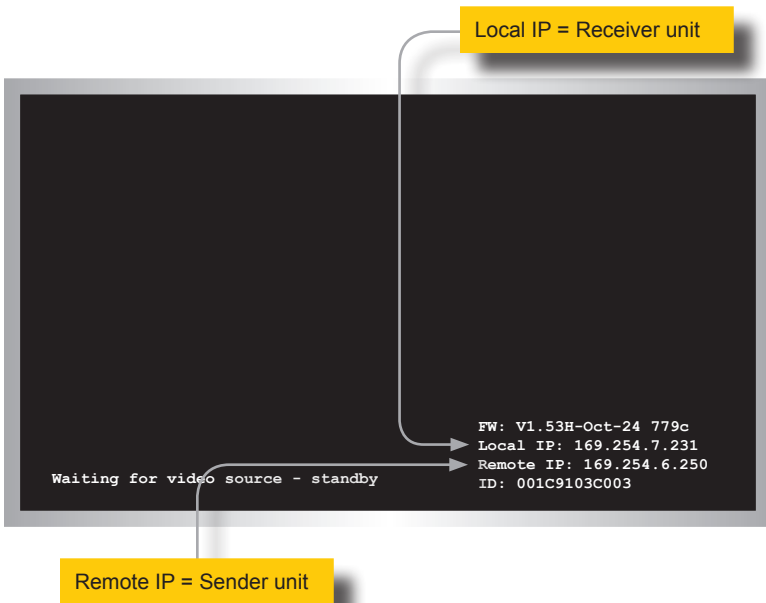 Local IP = Receiver unit
FW: V1.53H-Oct-24 779c
Local IP: 169.254.7.231
Remote IP: 169.254.6.250
Waiting for video source - standby
ID: 001C9103C003
Remote IP = Sender unit